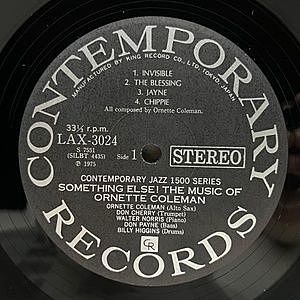 CONTEMPORARY
MANUFACTURED BY KING RECORD CO., LTD., TOKYO, JAPAN
1. INVISIBLE
2. THE BLESSING
3. JAYNE
4. CHIPPIE
All composed by Ornette Coleman.
33⅓ r.p.m.
LAX-3024
S 7551
(SILBT 4435)
Side 1
STEREO
℗ 1975
CONTEMPORARY JAZZ 1500 SERIES
SOMETHING ELSE! THE MUSIC OF
ORNETTE COLEMAN
ORNETTE COLEMAN (Alto Sax)
DON CHERRY (Trumpet)
WALTER NORRIS (Piano)
DON PAYNE (Bass)
BILLY HIGGINS (Drums)
CR
RECORDS